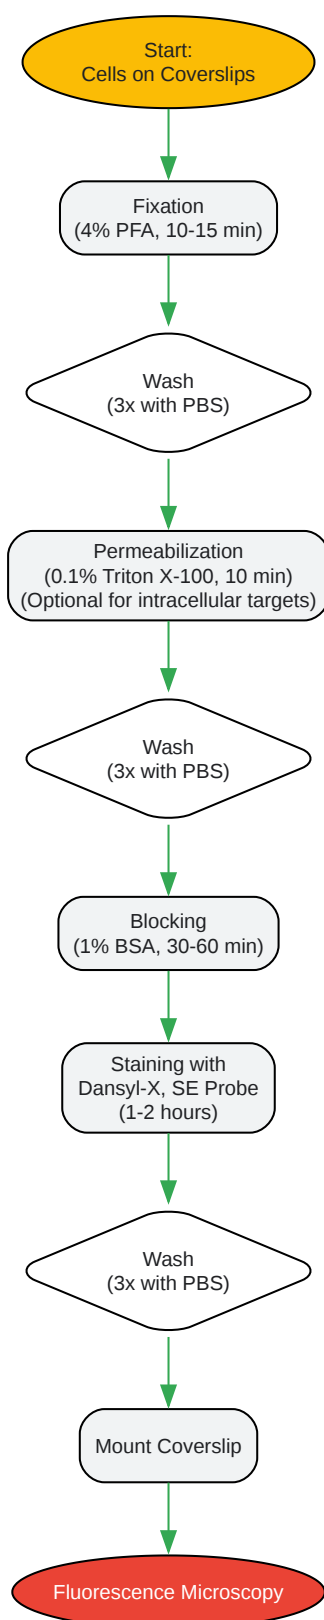 Start:
Cells on Coverslips
Fixation
(4% PFA, 10-15 min)
Wash
(3x with PBS)
Permeabilization
(0.1% Triton X-100, 10 min)
(Optional for intracellular targets)
Wash
(3x with PBS)
Blocking
(1% BSA, 30-60 min)
Staining with
Dansyl-X, SE Probe
(1-2 hours)
Wash
(3x with PBS)
Mount Coverslip
Fluorescence Microscopy